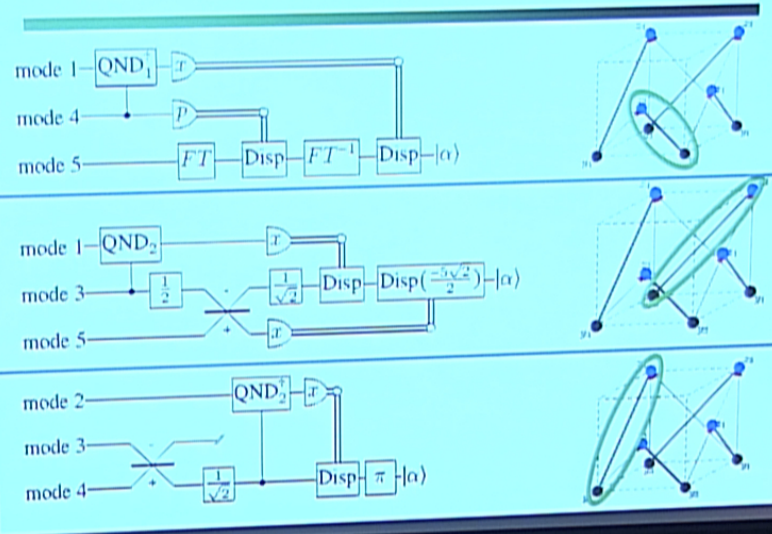 mode 1 QND₁† x
mode 4 p
mode 5 FT Disp FT⁻¹ Disp |α⟩
mode 1 QND₂ x
mode 3 1/2 - 1/√2 Disp Disp(-5√2/2) |α⟩
mode 5 + x
mode 2 QND₂† x
mode 3 -
mode 4 + 1/√2 Disp π |α⟩